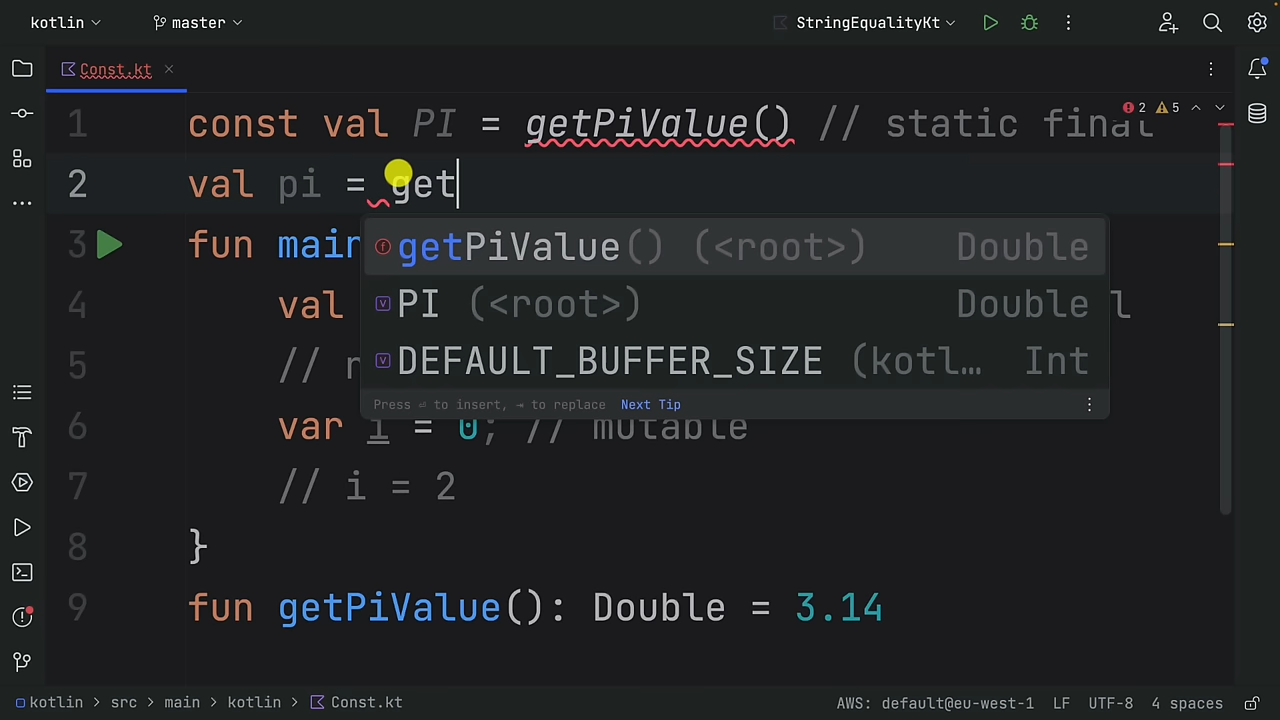 kotlin master StringEqualityKt
Const.kt
1 const val PI = getPiValue() // static final
2 5
2 val pi = get
3 fun main
getPiValue() (<root>) Double
4 val l
PI (<root>) Double
5 //
DEFAULT_BUFFER_SIZE (kotl… Int
Press ⏎ to insert, ⇥ to replace Next Tip
6 var i = 0; // mutable
7 // i = 2
8 }
9 fun getPiValue(): Double = 3.14
kotlin > src > main > kotlin > Const.kt AWS: default@eu-west-1 LF UTF-8 4 spaces